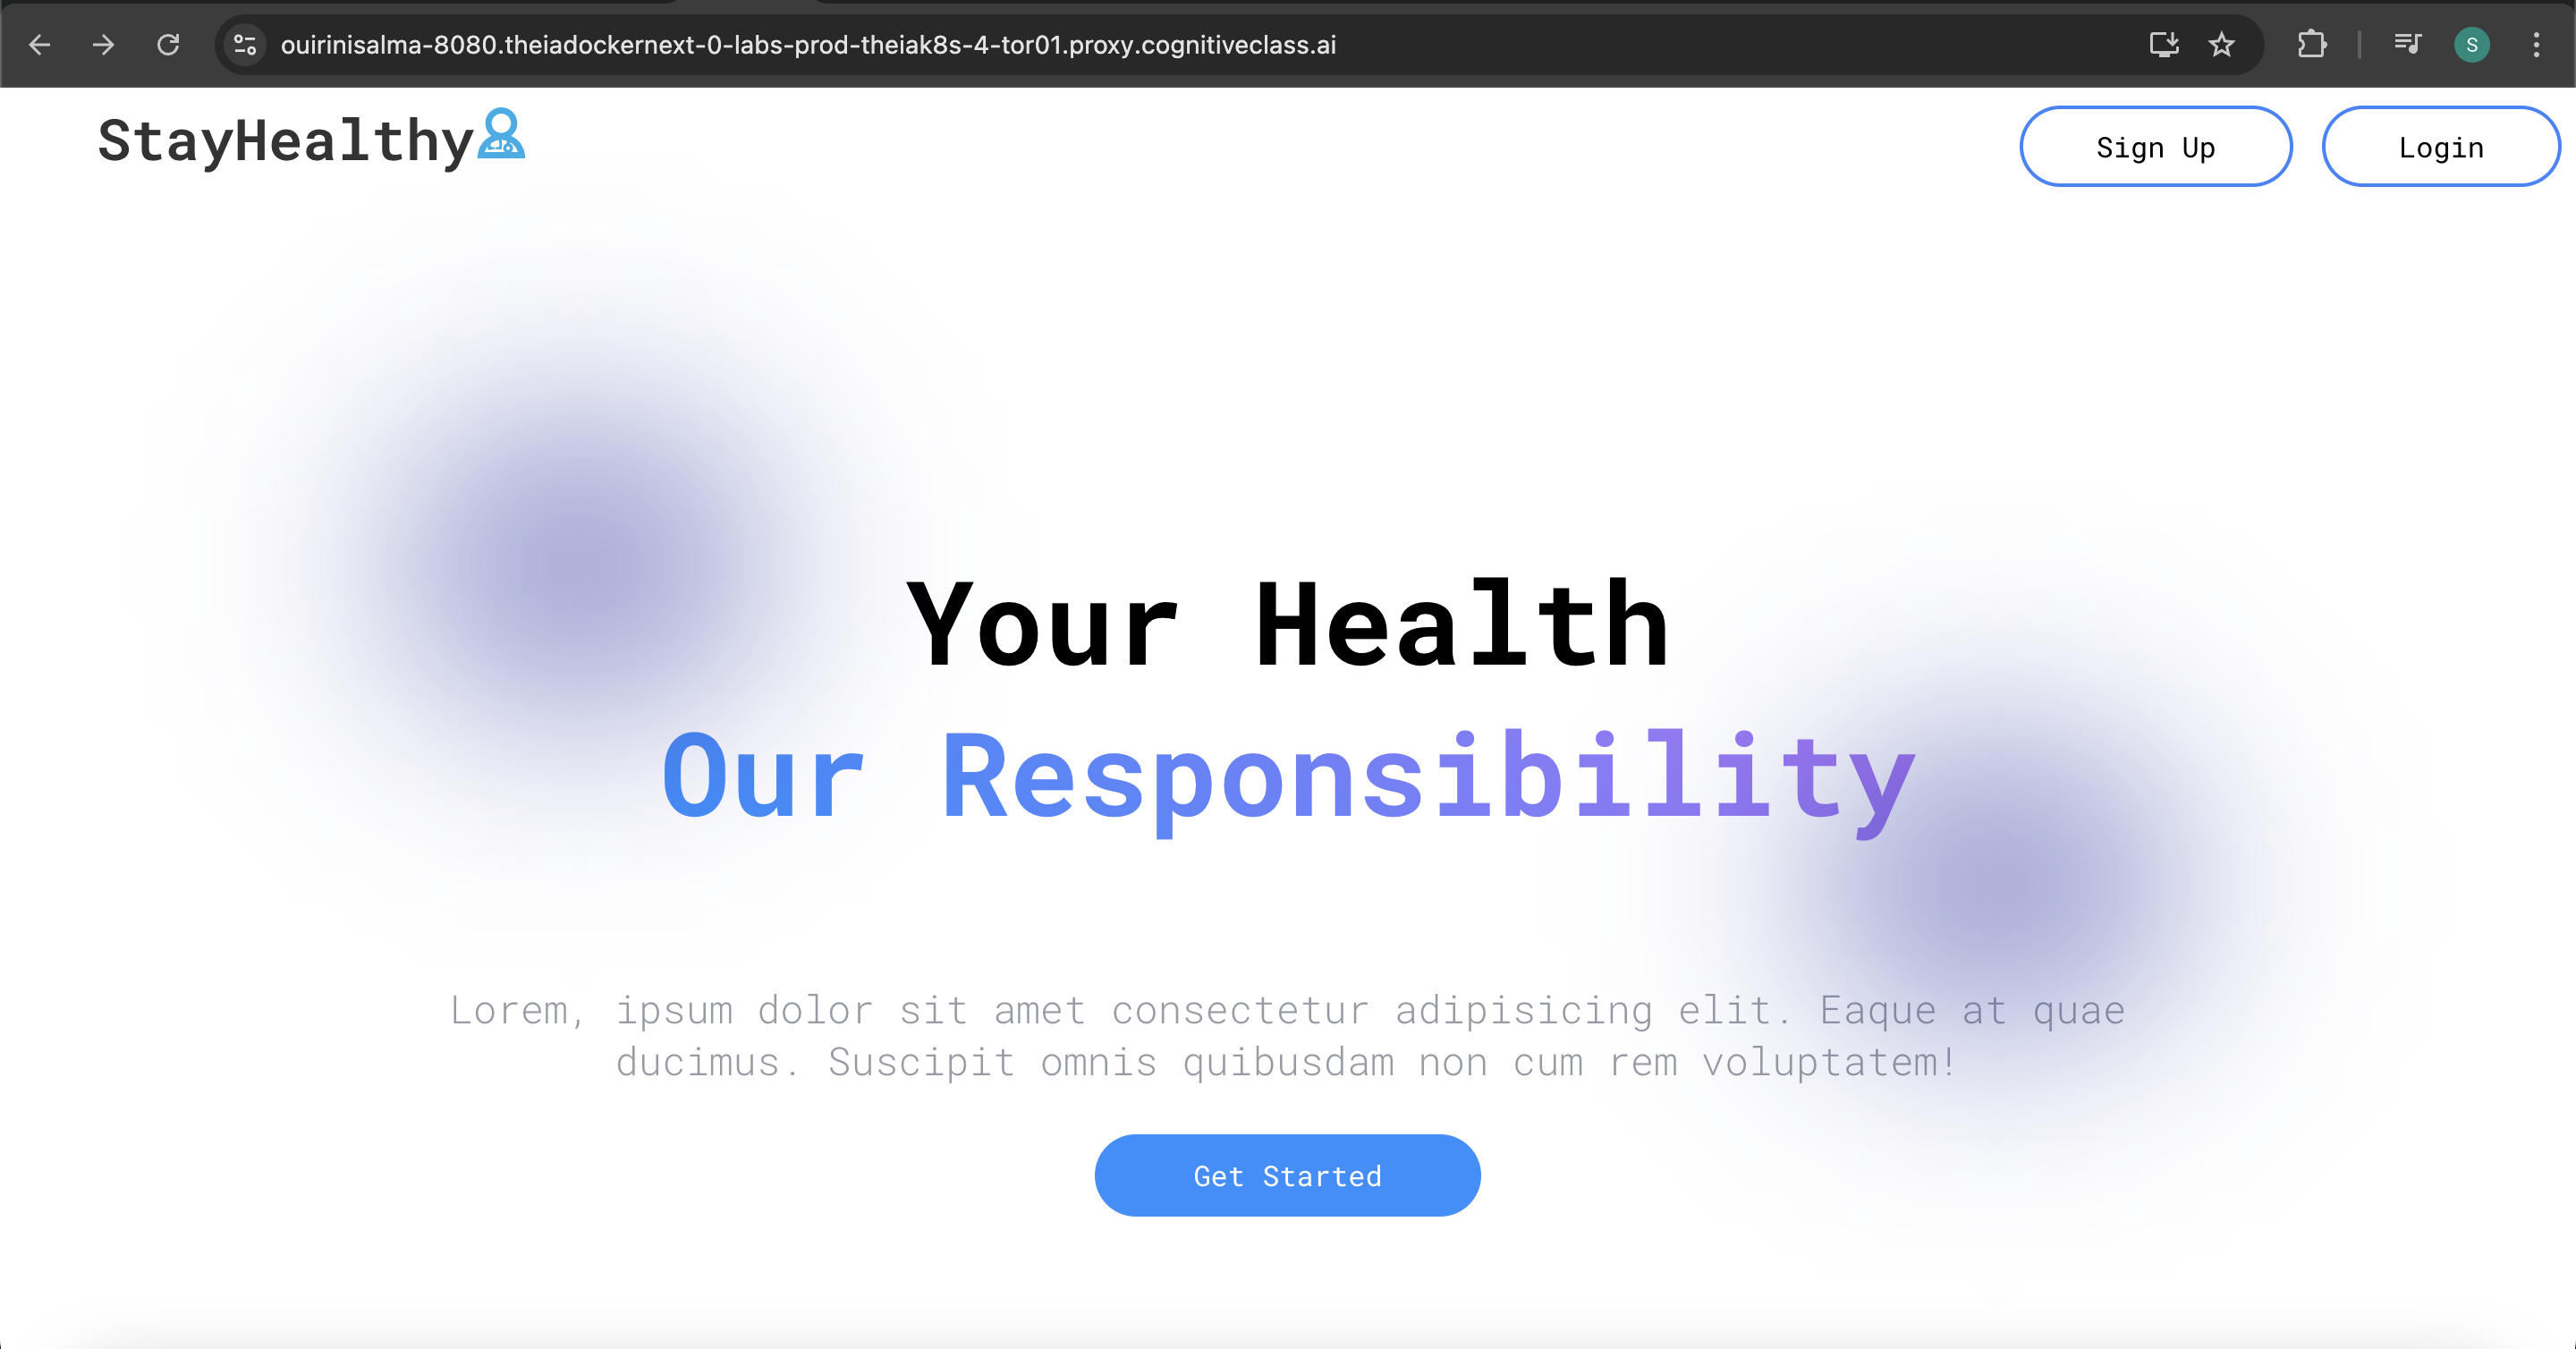 ouirinisalma-8080.theiadockernext-0-labs-prod-theiak8s-4-tor01.proxy.cognitiveclass.ai
S
StayHealthy
Sign Up
Login
Your Health
Our Responsibility
Lorem, ipsum dolor sit amet consectetur adipisicing elit. Eaque at quae
ducimus. Suscipit omnis quibusdam non cum rem voluptatem!
Get Started